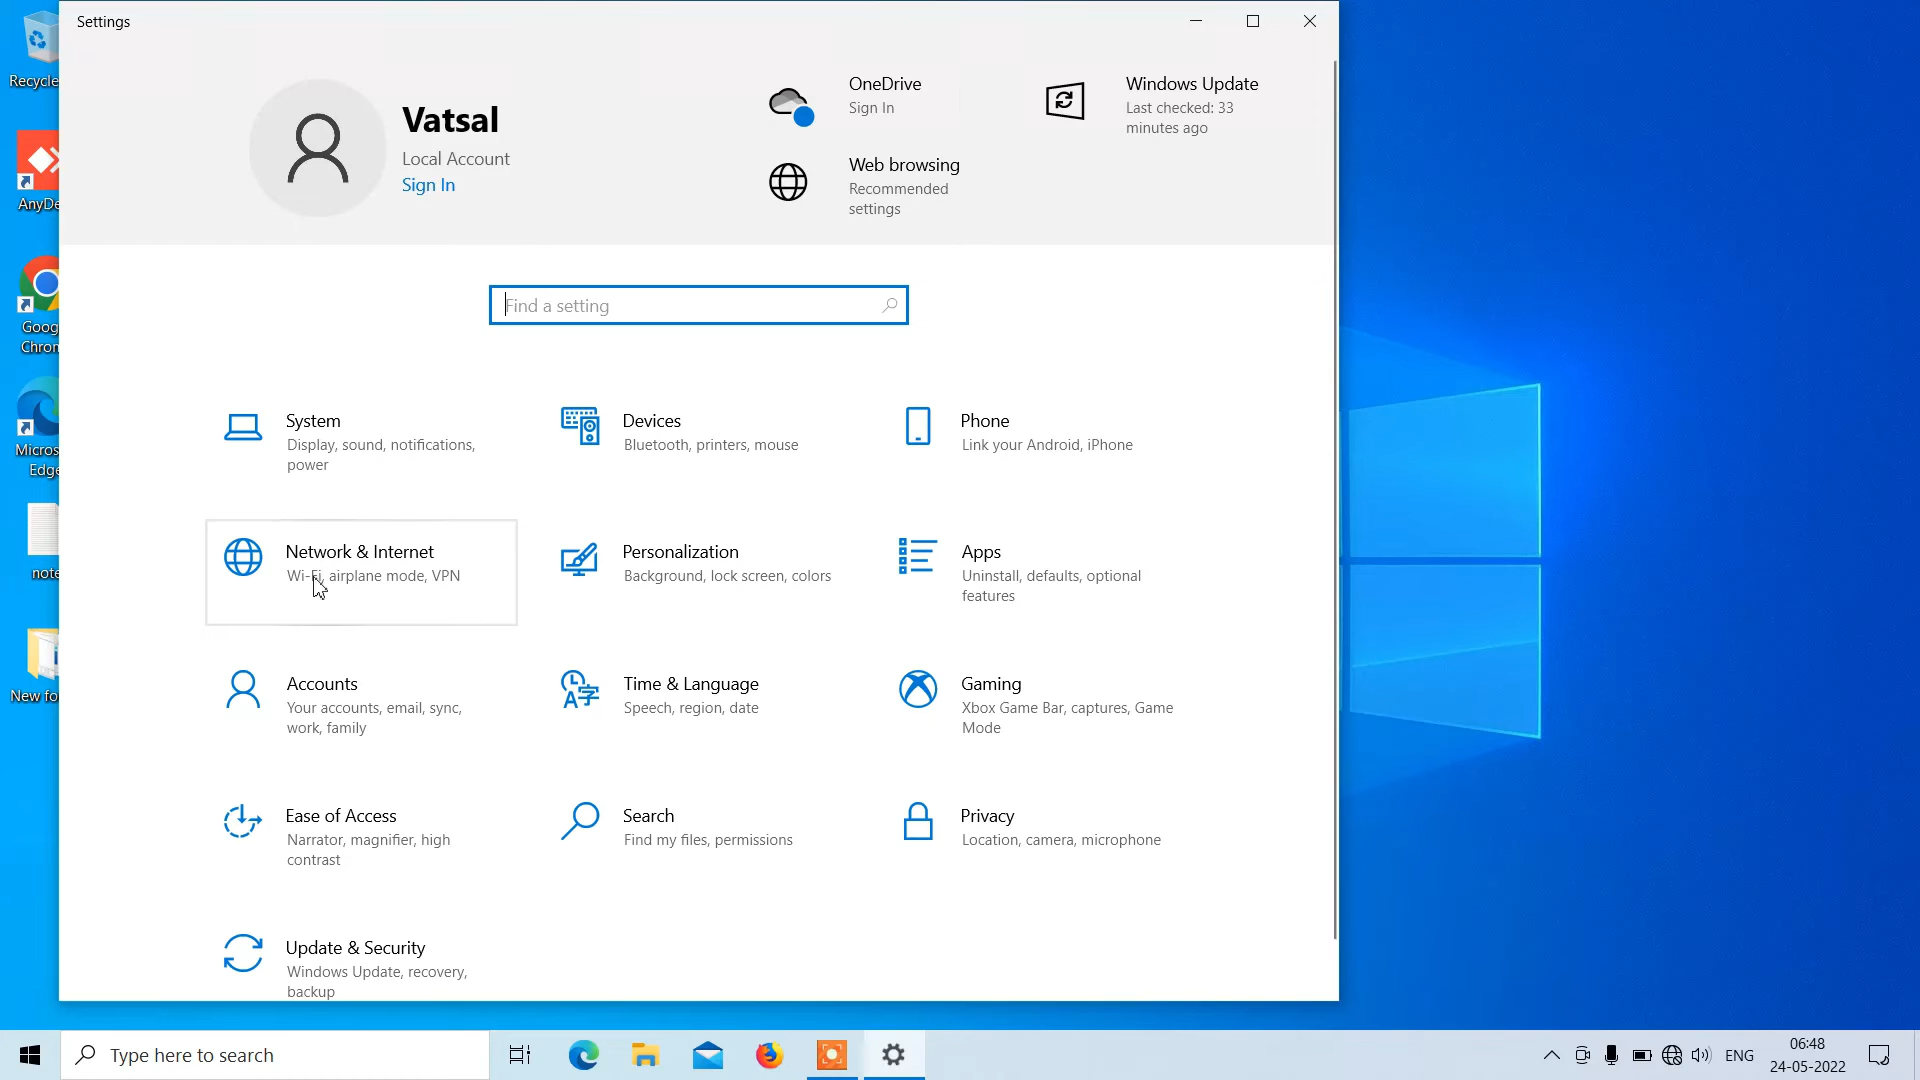 Settings
Recycle
AnyDe
Goog
Chron
Micros
Edge
note
New fo
Vatsal
Local Account
Sign In
OneDrive
Sign In
Web browsing
Recommended
settings
Windows Update
Last checked: 33
minutes ago
Find a setting
System
Display, sound, notifications,
power
Devices
Bluetooth, printers, mouse
Phone
Link your Android, iPhone
Network & Internet
Wi-Fi, airplane mode, VPN
Personalization
Background, lock screen, colors
Apps
Uninstall, defaults, optional
features
Accounts
Your accounts, email, sync,
work, family
Time & Language
Speech, region, date
Gaming
Xbox Game Bar, captures, Game
Mode
Ease of Access
Narrator, magnifier, high
contrast
Search
Find my files, permissions
Privacy
Location, camera, microphone
Update & Security
Windows Update, recovery,
backup
Type here to search
ENG
06:48
24-05-2022